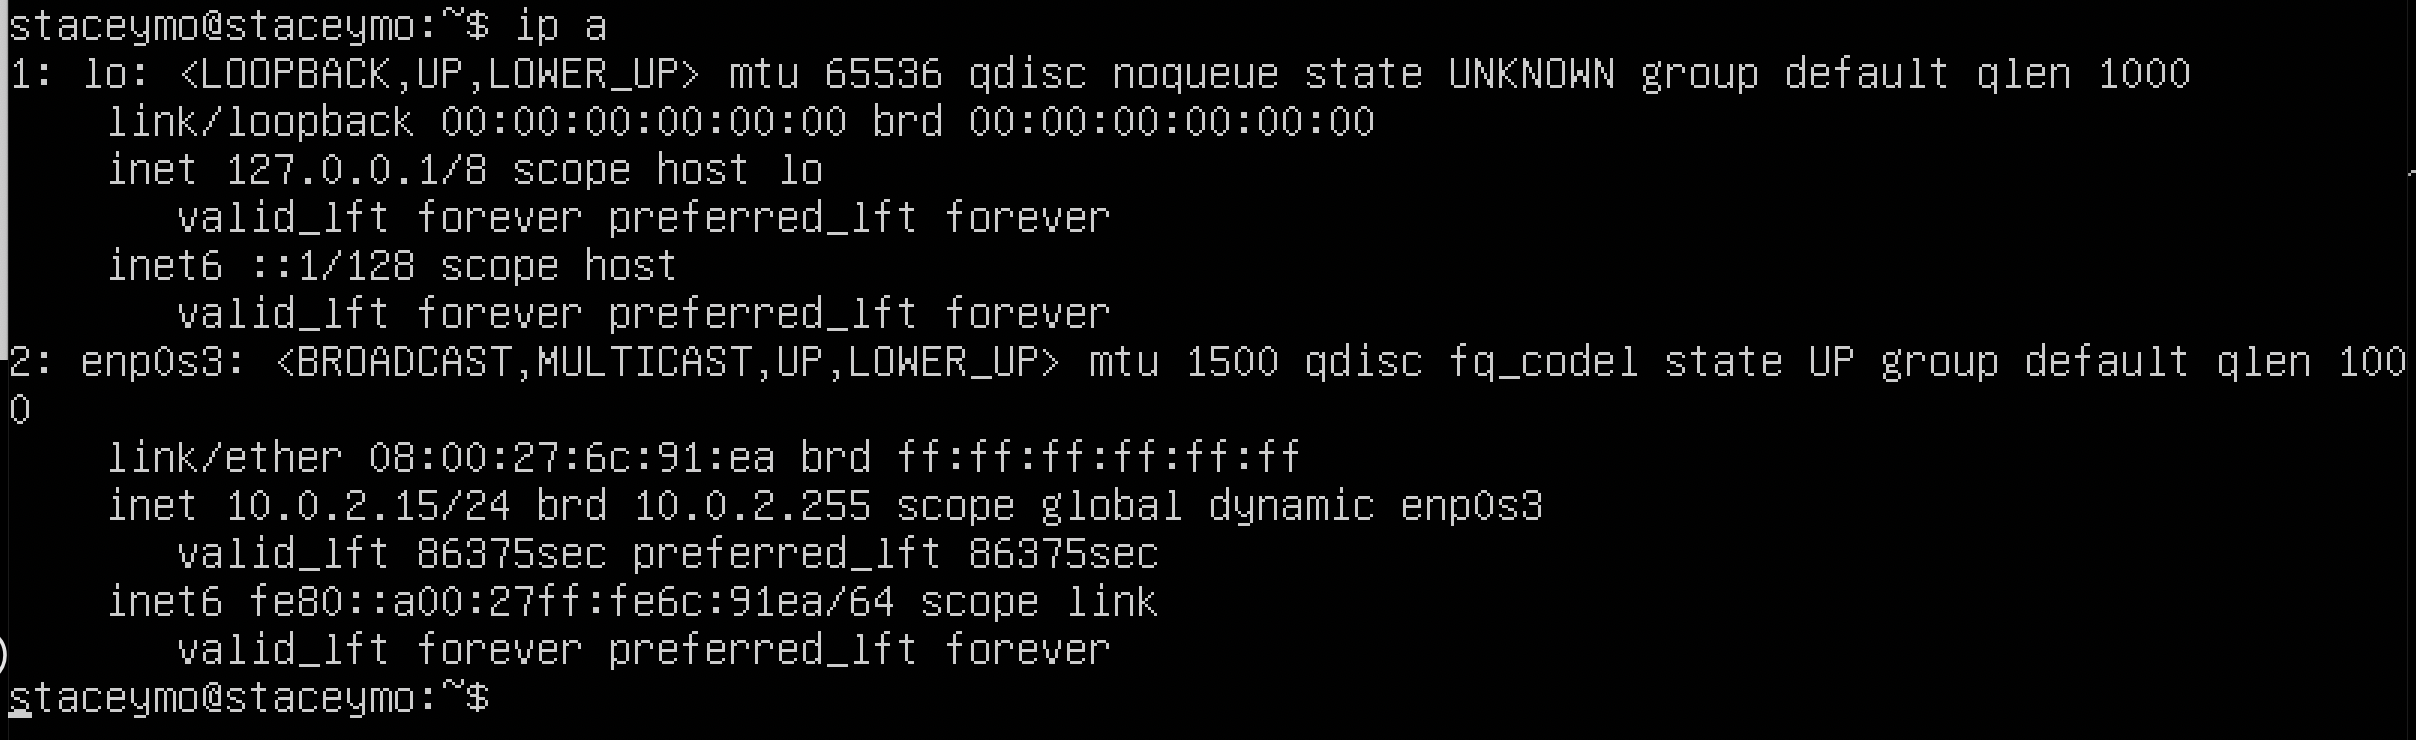 staceymo@staceymo:~$ ip a
1: lo: <LOOPBACK,UP,LOWER_UP> mtu 65536 qdisc noqueue state UNKNOWN group default qlen 1000
    link/loopback 00:00:00:00:00:00 brd 00:00:00:00:00:00
    inet 127.0.0.1/8 scope host lo
       valid_lft forever preferred_lft forever
    inet6 ::1/128 scope host
       valid_lft forever preferred_lft forever
2: enp0s3: <BROADCAST,MULTICAST,UP,LOWER_UP> mtu 1500 qdisc fq_codel state UP group default qlen 100
0
    link/ether 08:00:27:6c:91:ea brd ff:ff:ff:ff:ff:ff
    inet 10.0.2.15/24 brd 10.0.2.255 scope global dynamic enp0s3
       valid_lft 86375sec preferred_lft 86375sec
    inet6 fe80::a00:27ff:fe6c:91ea/64 scope link
       valid_lft forever preferred_lft forever
staceymo@staceymo:~$